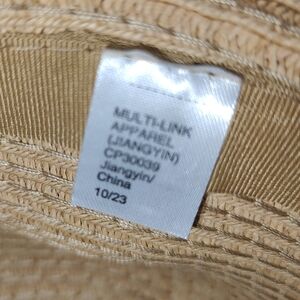 MULTI-LINK
APPAREL
(JIANGYIN)
CP30039
Jiangyin/
China
10/23